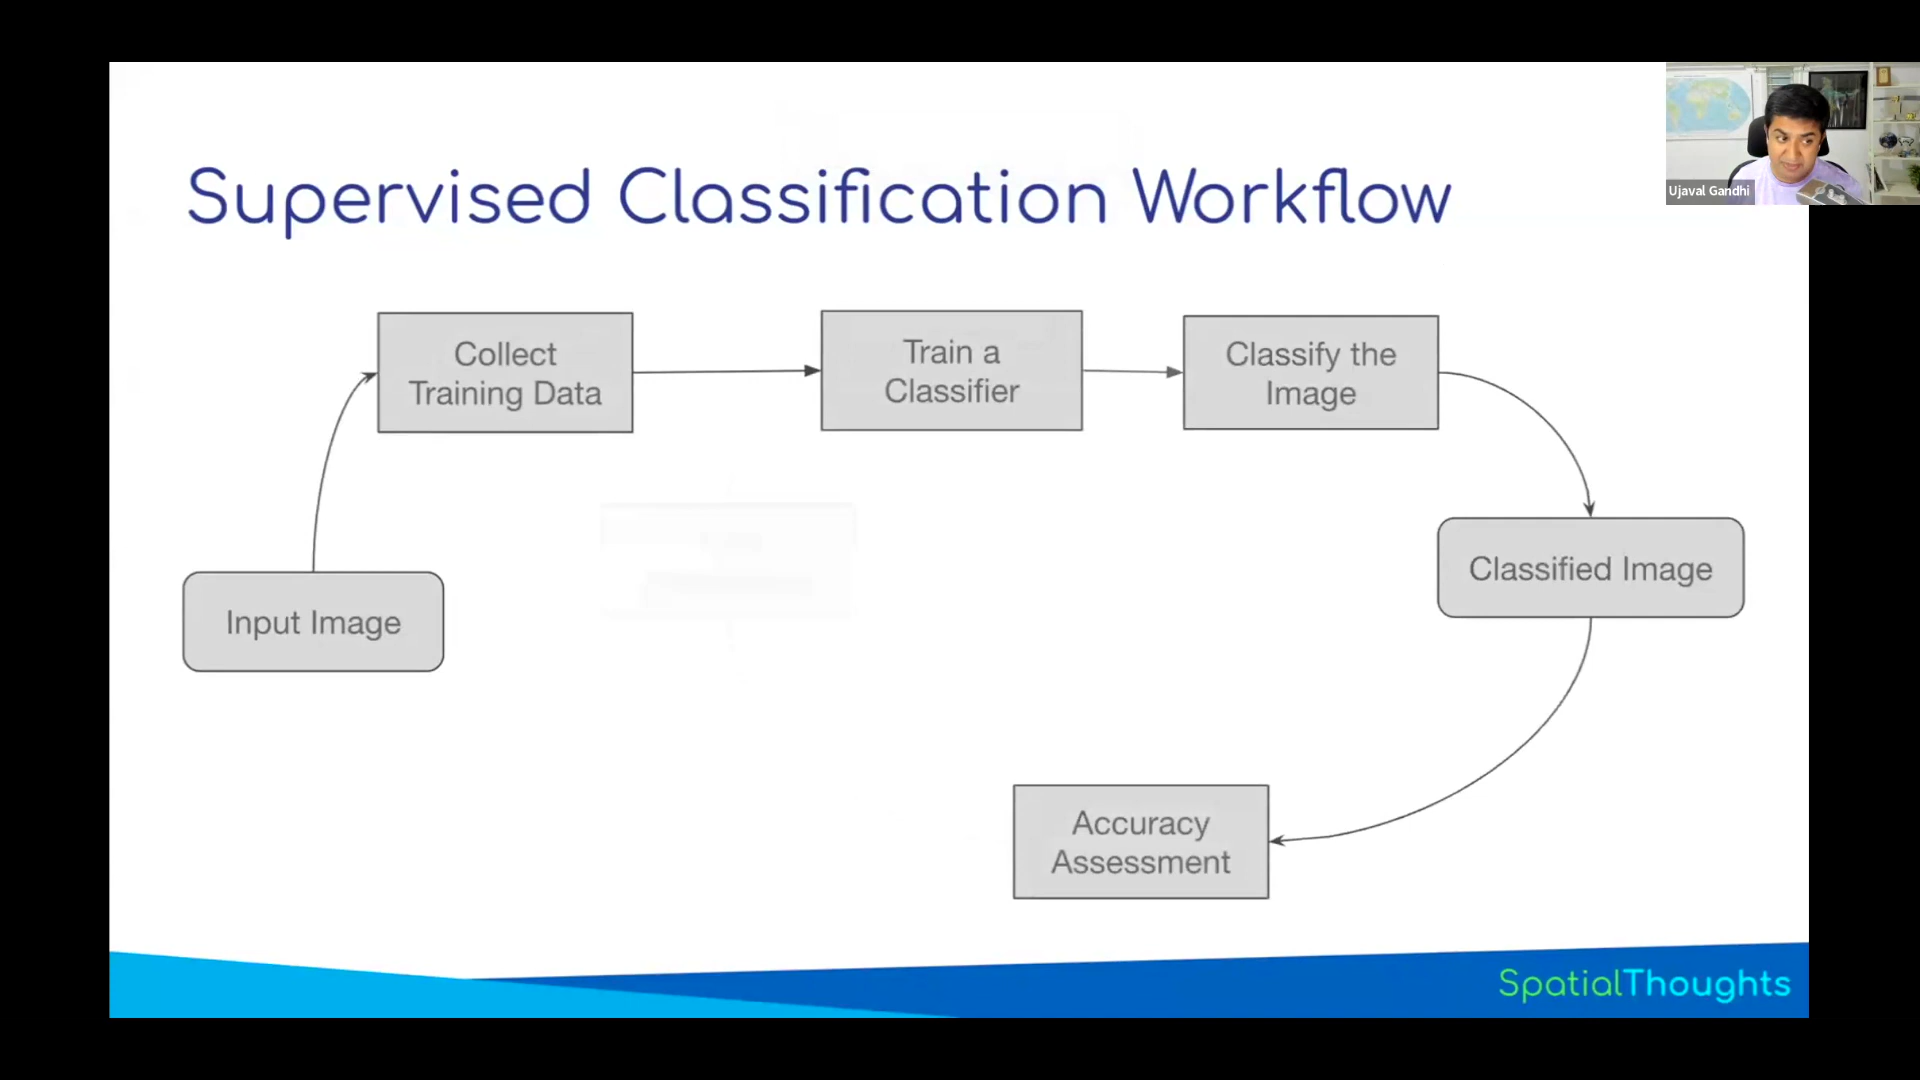 Supervised Classification Workflow
Ujaval Gandhi
Collect
Training Data
Train a
Classifier
Classify the
Image
Input Image
Classified Image
Accuracy
Assessment
SpatialThoughts